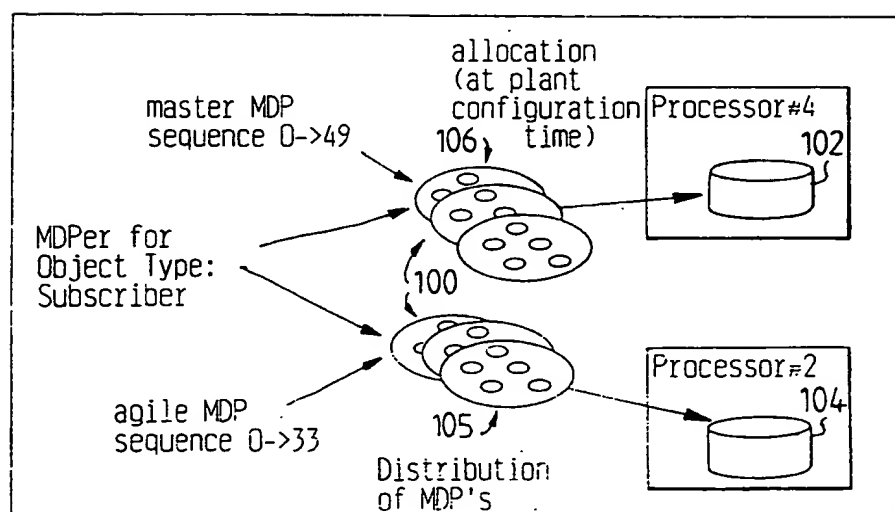 allocation
(at plant
configuration
time)
master MDP
sequence 0->49
106
Processor#4
102
MDPer for
Object Type:
Subscriber
100
Processor#2
104
agile MDP
sequence 0->33
105
Distribution
of MDP's